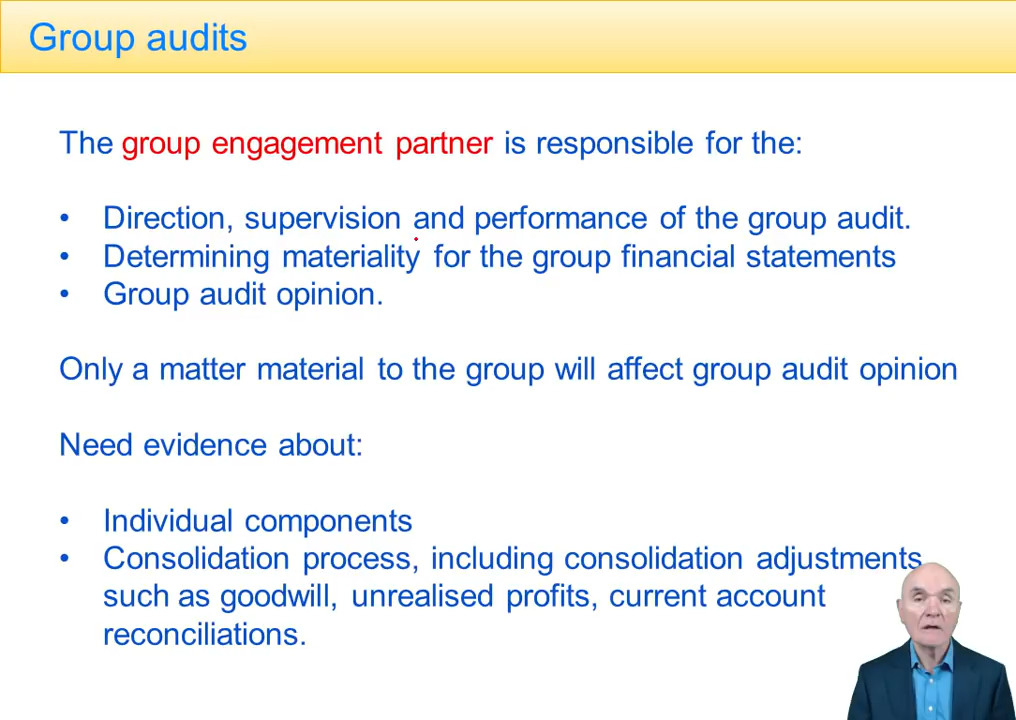 Group audits
The group engagement partner is responsible for the:
• Direction, supervision and performance of the group audit.
• Determining materiality for the group financial statements
• Group audit opinion.
Only a matter material to the group will affect group audit opinion
Need evidence about:
• Individual components
• Consolidation process, including consolidation adjustments
such as goodwill, unrealised profits, current account
reconciliations.